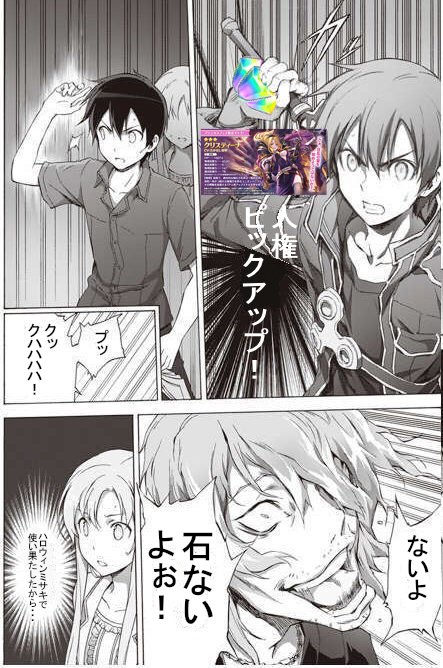 クリスティーナ
人権
ピックアップ！
プッ
クッ
クハハハハ！
ないよ
石ない
よぉ！
ハロウィンミサキで
使い果たしたから・・・